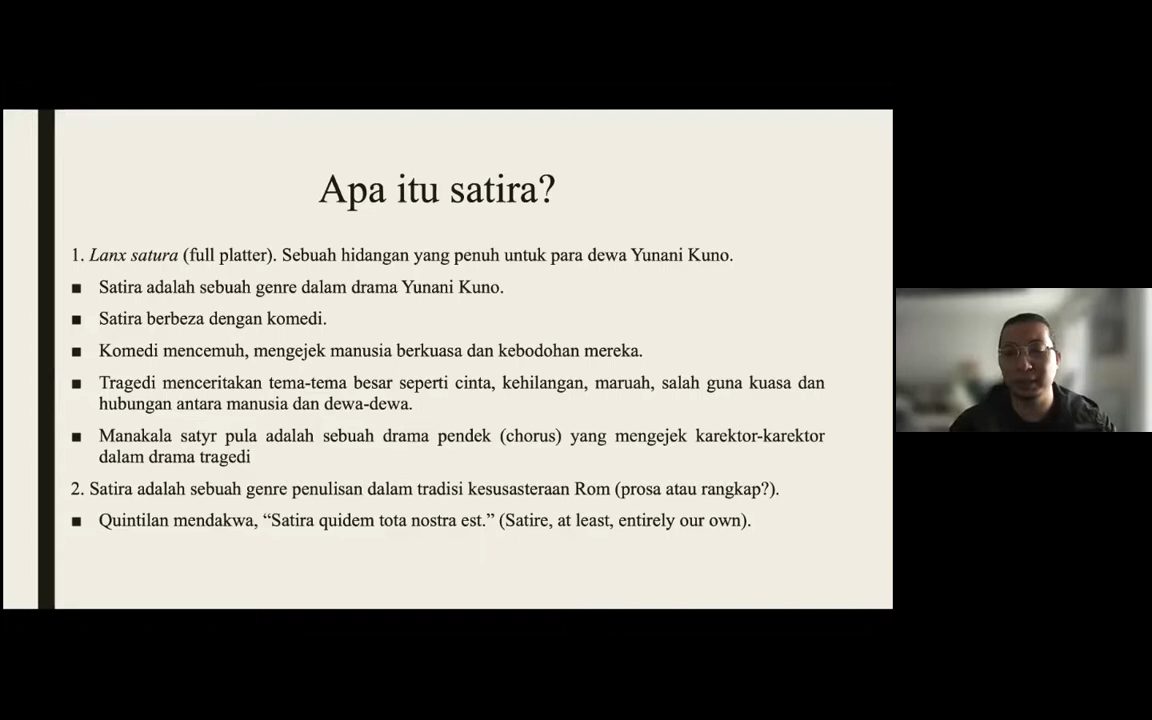 Apa itu satira?
1. Lanx satura (full platter). Sebuah hidangan yang penuh untuk para dewa Yunani Kuno.
■ Satira adalah sebuah genre dalam drama Yunani Kuno.
■ Satira berbeza dengan komedi.
■ Komedi mencemuh, mengejek manusia berkuasa dan kebodohan mereka.
■ Tragedi menceritakan tema-tema besar seperti cinta, kehilangan, maruah, salah guna kuasa dan
hubungan antara manusia dan dewa-dewa.
■ Manakala satyr pula adalah sebuah drama pendek (chorus) yang mengejek karektor-karektor
dalam drama tragedi
2. Satira adalah sebuah genre penulisan dalam tradisi kesusasteraan Rom (prosa atau rangkap?).
■ Quintilan mendakwa, “Satira quidem tota nostra est.” (Satire, at least, entirely our own).